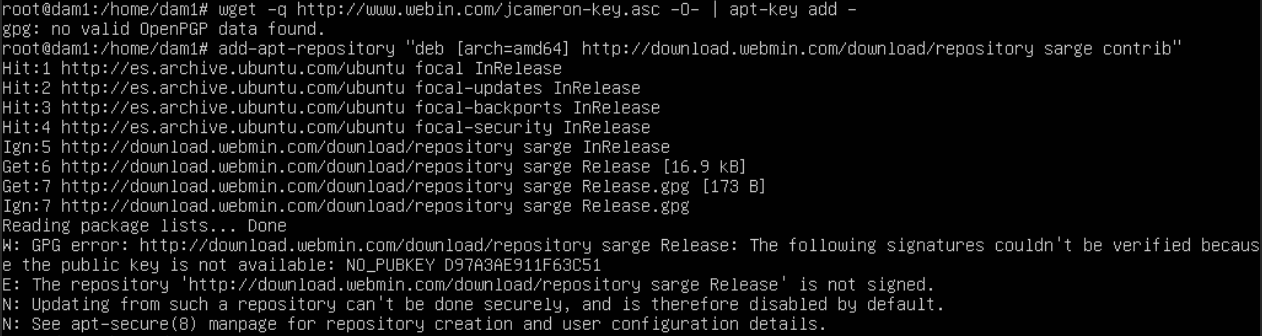 root@dam1:/home/dam1# wget -q http://www.webin.com/jcameron-key.asc -O- | apt-key add -
gpg: no valid OpenPGP data found.
root@dam1:/home/dam1# add-apt-repository "deb [arch=amd64] http://download.webmin.com/download/repository sarge contrib"
Hit:1 http://es.archive.ubuntu.com/ubuntu focal InRelease
Hit:2 http://es.archive.ubuntu.com/ubuntu focal-updates InRelease
Hit:3 http://es.archive.ubuntu.com/ubuntu focal-backports InRelease
Hit:4 http://es.archive.ubuntu.com/ubuntu focal-security InRelease
Ign:5 http://download.webmin.com/download/repository sarge InRelease
Get:6 http://download.webmin.com/download/repository sarge Release [16.9 kB]
Get:7 http://download.webmin.com/download/repository sarge Release.gpg [173 B]
Ign:7 http://download.webmin.com/download/repository sarge Release.gpg
Reading package lists... Done
W: GPG error: http://download.webmin.com/download/repository sarge Release: The following signatures couldn't be verified becaus
e the public key is not available: NO_PUBKEY D97A3AE911F63C51
E: The repository 'http://download.webmin.com/download/repository sarge Release' is not signed.
N: Updating from such a repository can't be done securely, and is therefore disabled by default.
N: See apt-secure(8) manpage for repository creation and user configuration details.